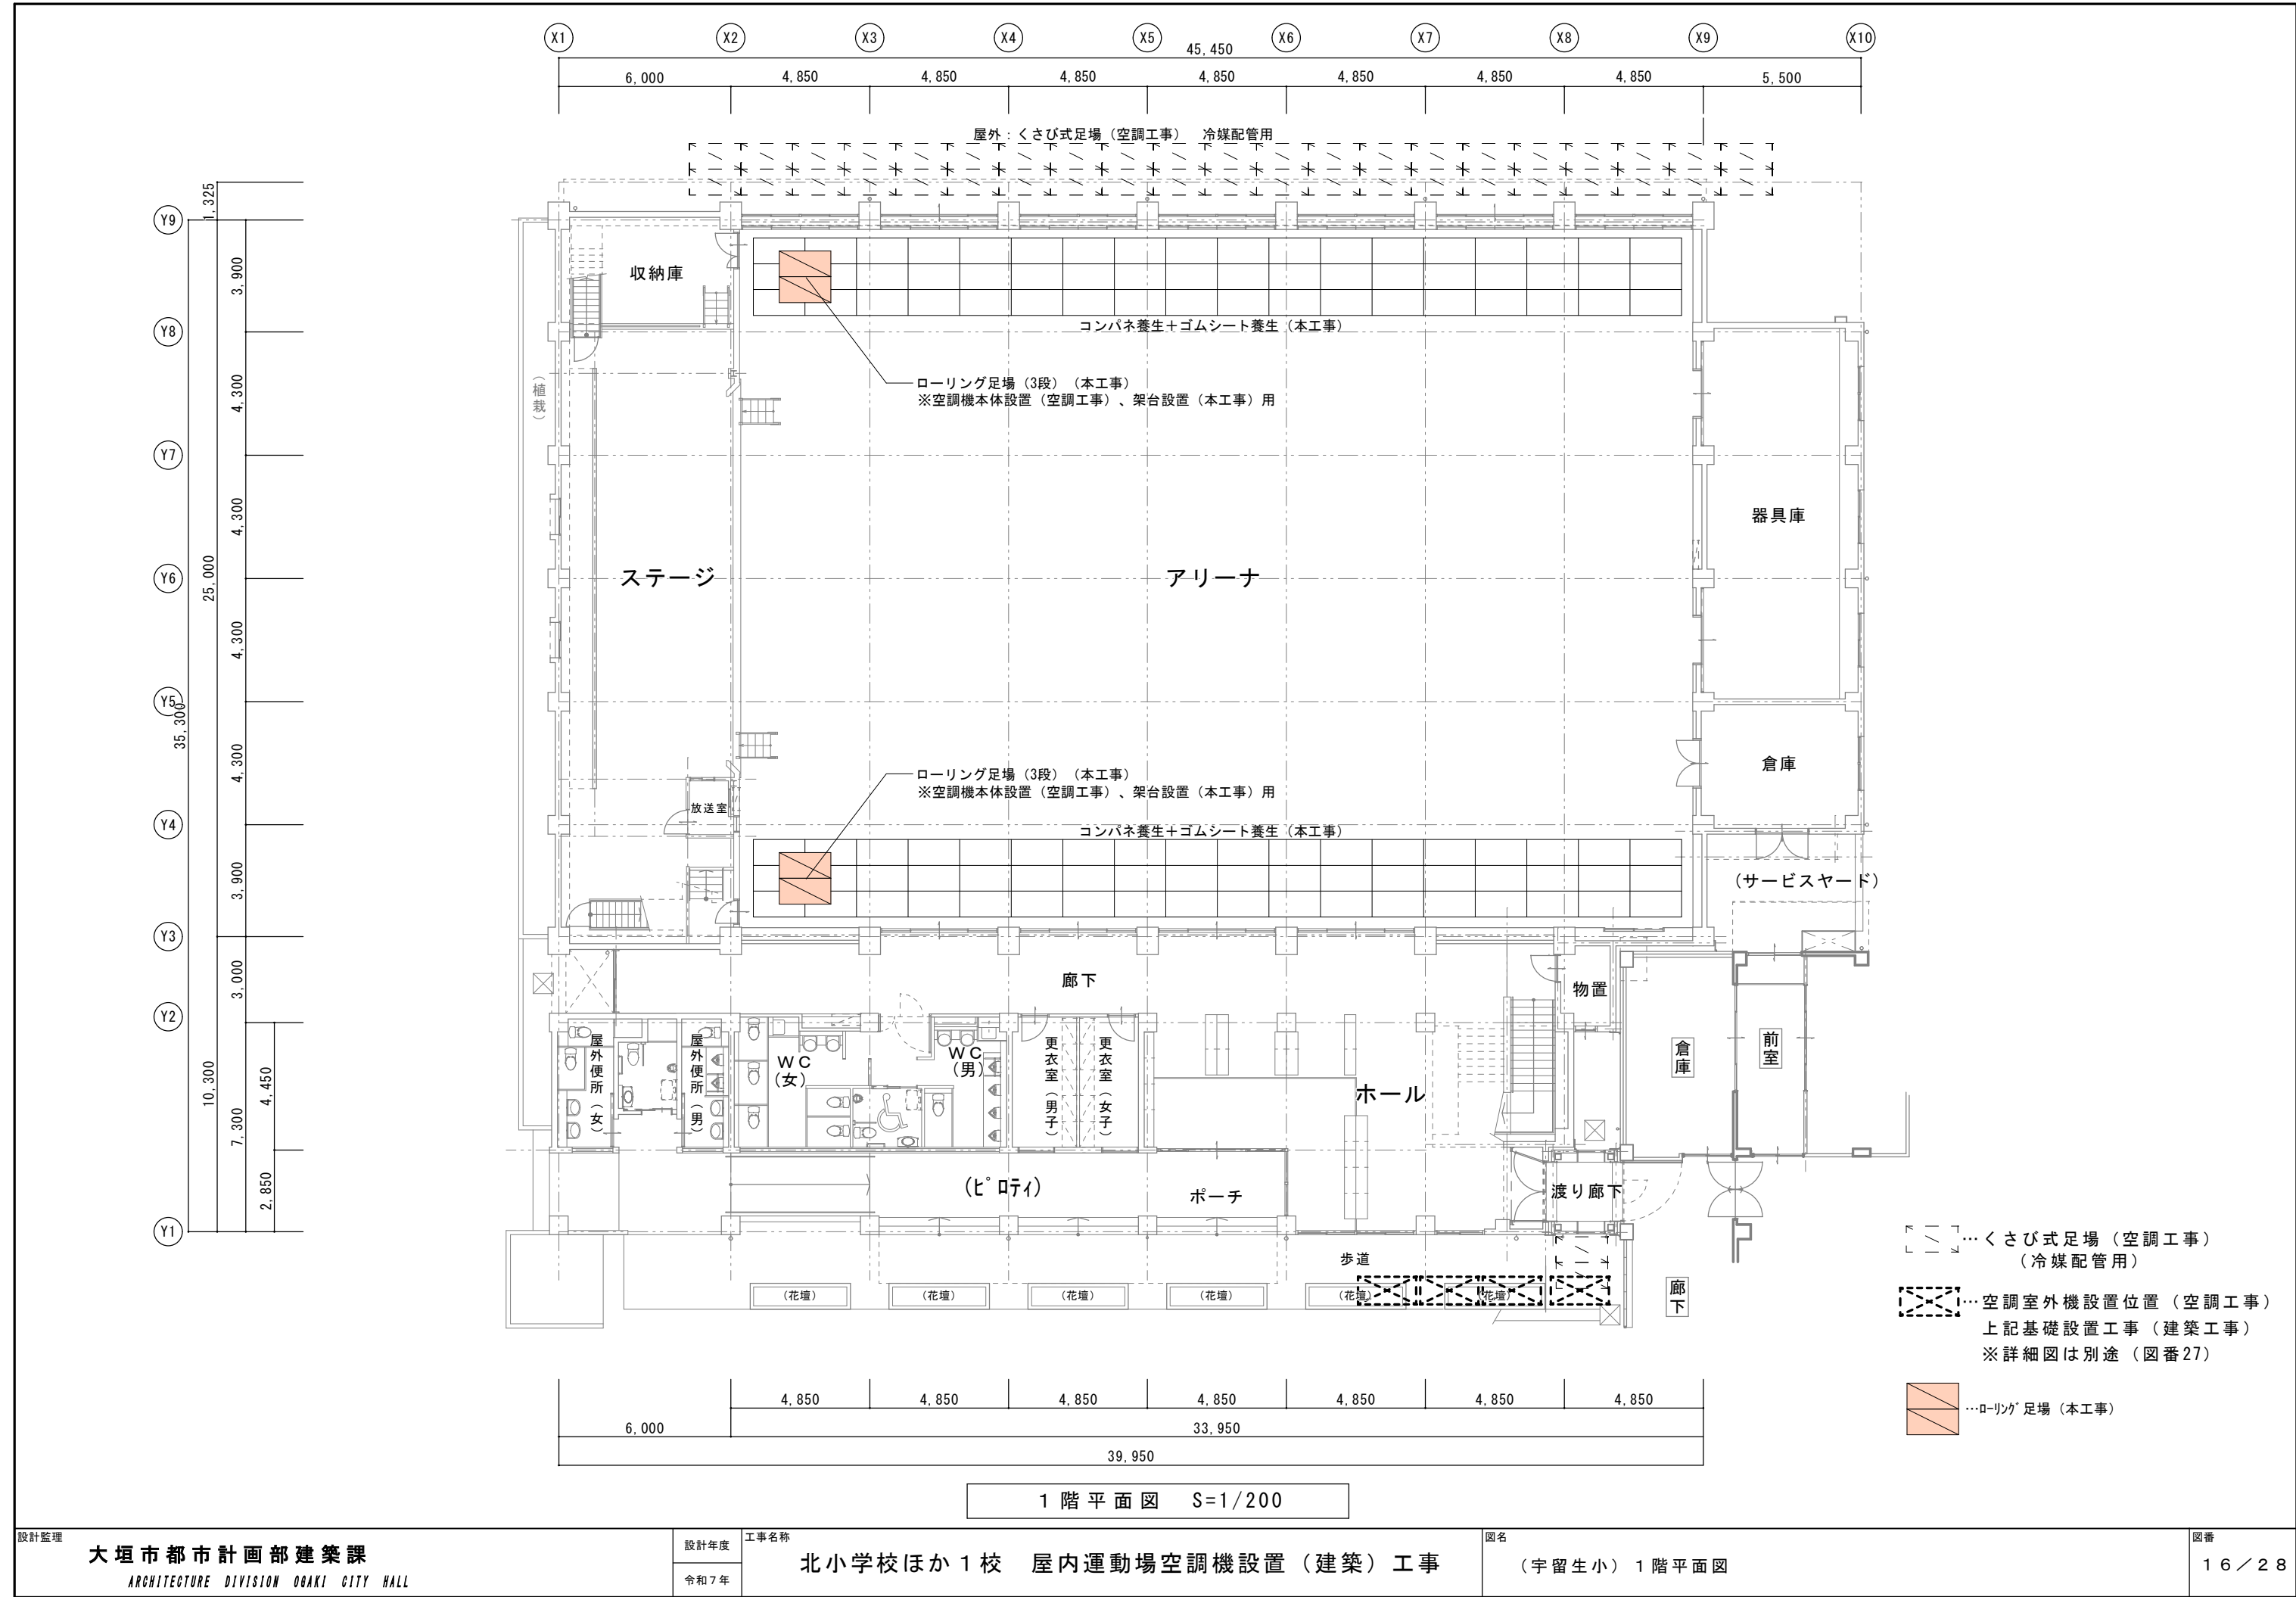 X1 X2 X3 X4 X5 X6 X7 X8 X9 X10
45,450
6,000 4,850 4,850 4,850 4,850 4,850 4,850 4,850 5,500
屋外：くさび式足場（空調工事）　冷媒配管用
1,325
Y9
3,900
収納庫
Y8
コンパネ養生＋ゴムシート養生（本工事）
ローリング足場（3段）（本工事）
※空調機本体設置（空調工事）、架台設置（本工事）用
（植栽）
4,300
Y7
4,300
器具庫
25,000
Y6
ステージ
アリーナ
4,300
Y5
35,300
4,300
倉庫
ローリング足場（3段）（本工事）
※空調機本体設置（空調工事）、架台設置（本工事）用
放送室
Y4
コンパネ養生＋ゴムシート養生（本工事）
3,900
（サービスヤード）
Y3
3,000
廊下
物置
Y2
屋外便所（女）
屋外便所（男）
ＷＣ
（女）
ＷＣ
（男）
更衣室（男子）
更衣室（女子）
ホール
倉庫
前室
10,300
7,300
4,450
2,850
（ﾋﾟﾛﾃｨ）
ポーチ
渡り廊下
Y1
歩道
（花壇） （花壇） （花壇） （花壇） （花壇） （花壇）
廊下
…くさび式足場（空調工事）
（冷媒配管用）
…空調室外機設置位置（空調工事）
上記基礎設置工事（建築工事）
※詳細図は別途（図番27）
…ﾛｰﾘﾝｸﾞ足場（本工事）
4,850 4,850 4,850 4,850 4,850 4,850 4,850
6,000 33,950
39,950
１階平面図　S=1/200
設計監理
大垣市都市計画部建築課
ARCHITECTURE DIVISION OGAKI CITY HALL
設計年度
令和７年
工事名称
北小学校ほか１校　屋内運動場空調機設置（建築）工事
図名
（宇留生小）１階平面図
図番
１６／２８